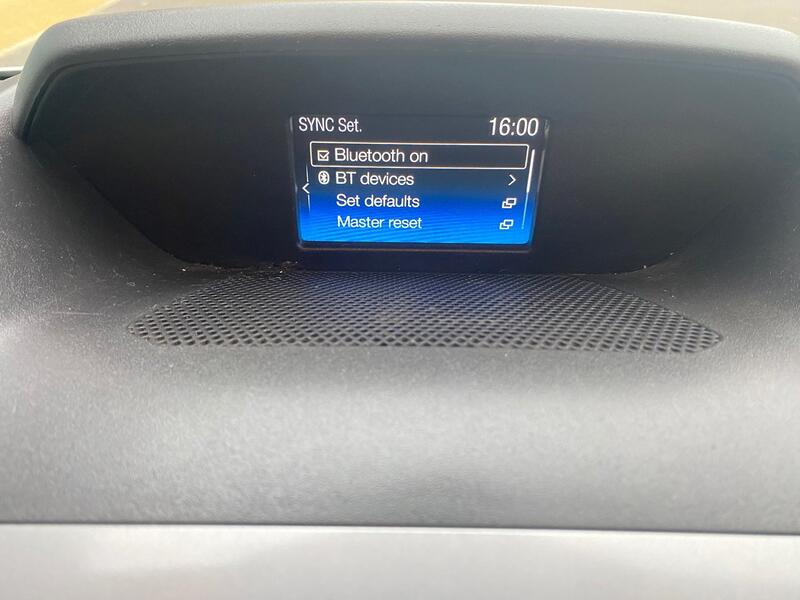 SYNC Set. 16:00
Bluetooth on
BT devices
Set defaults
Master reset